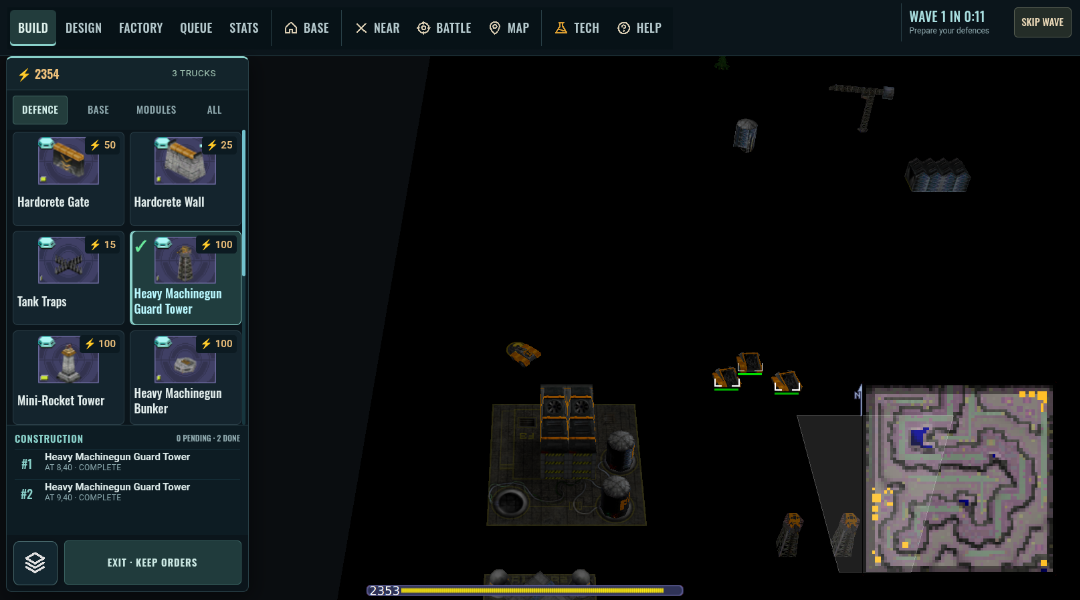 BUILD
DESIGN
FACTORY
QUEUE
STATS
BASE
NEAR
BATTLE
MAP
TECH
HELP
WAVE 1 IN 0:11
Prepare your defences
SKIP WAVE
2354
3 TRUCKS
DEFENCE
BASE
MODULES
ALL
50
Hardcrete Gate
25
Hardcrete Wall
15
Tank Traps
100
Heavy Machinegun
Guard Tower
100
Mini-Rocket Tower
100
Heavy Machinegun
Bunker
CONSTRUCTION
0 PENDING · 2 DONE
#1
Heavy Machinegun Guard Tower
AT 8,40 · COMPLETE
#2
Heavy Machinegun Guard Tower
AT 9,40 · COMPLETE
EXIT · KEEP ORDERS
2353
N